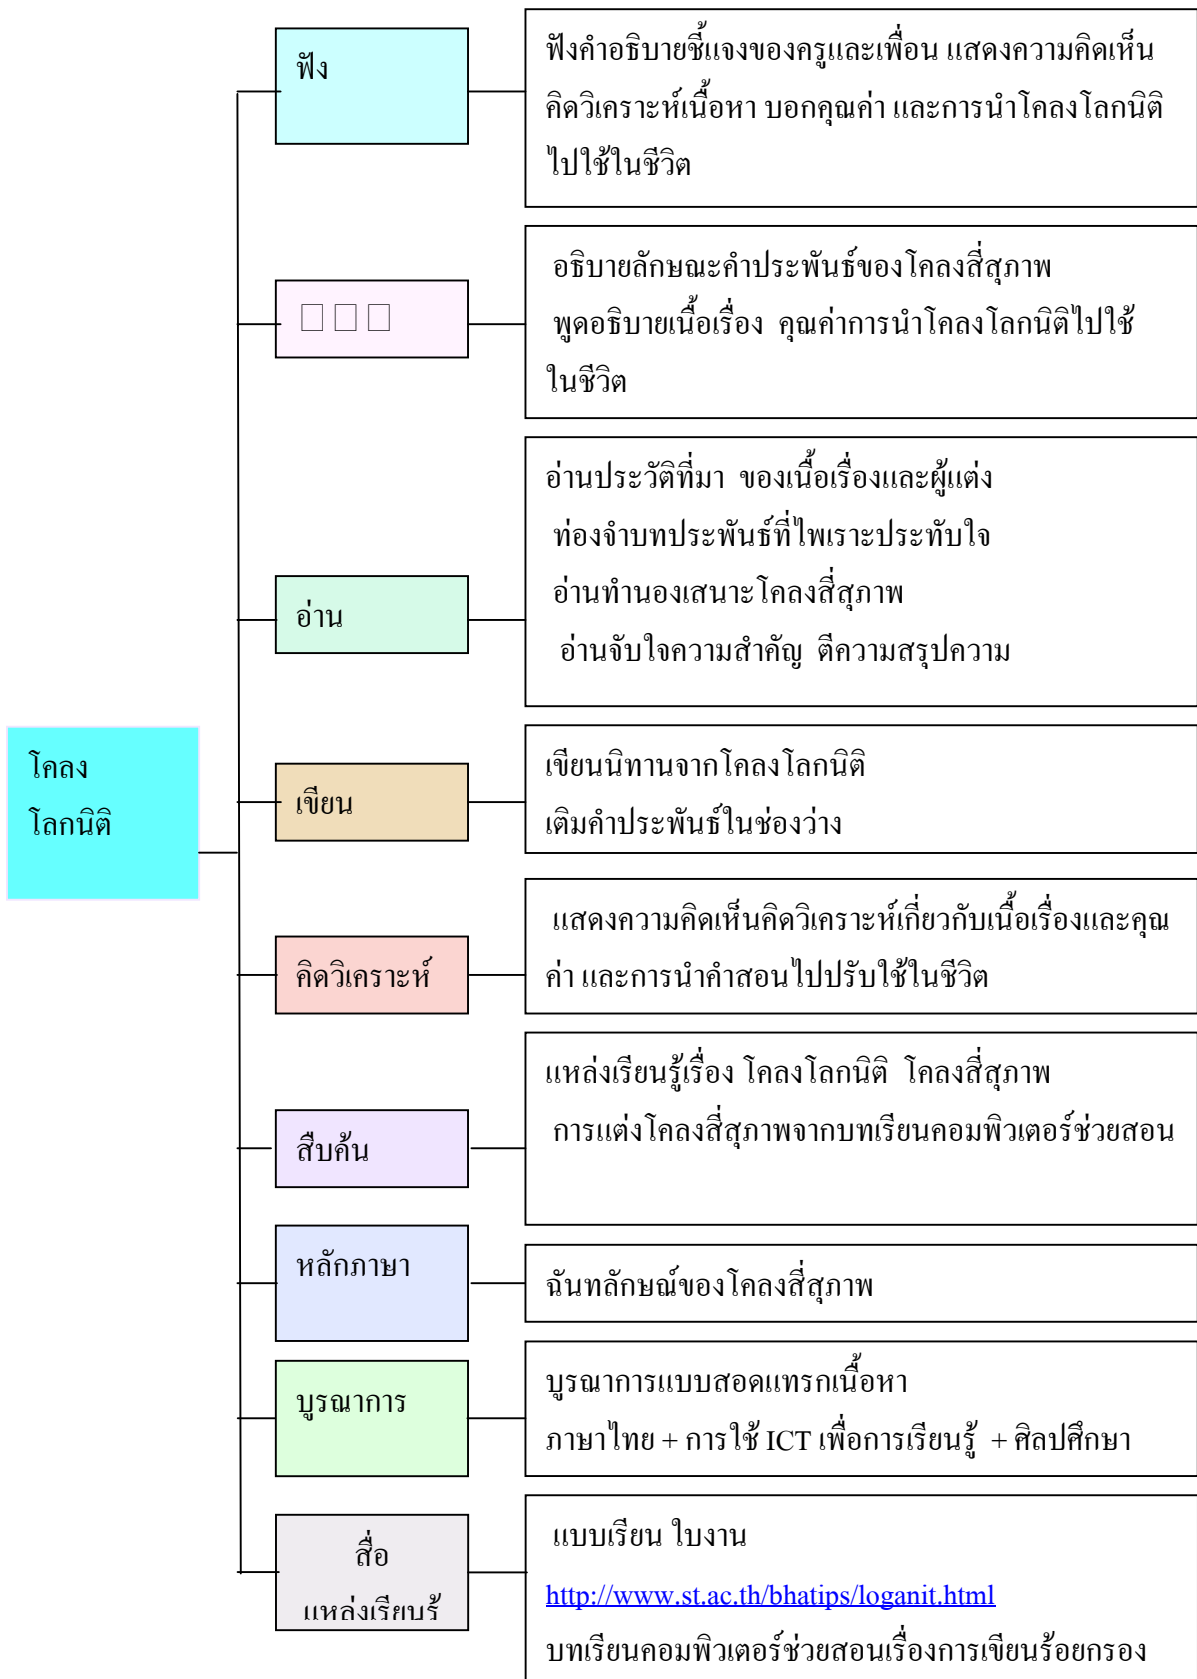 ฟัง
ฟังคำอธิบายชี้แจงของครูและเพื่อน แสดงความคิดเห็น
คิดวิเคราะห์เนื้อหา บอกคุณค่า และการนำโคลงโลกนิติ
ไปใช้ในชีวิต
□ □ □
อธิบายลักษณะคำประพันธ์ของโคลงสี่สุภาพ
พูดอธิบายเนื้อเรื่อง คุณค่าการนำโคลงโลกนิติไปใช้
ในชีวิต
อ่าน
อ่านประวัติที่มา ของเนื้อเรื่องและผู้แต่ง
ท่องจำบทประพันธ์ที่ไพเราะประทับใจ
อ่านทำนองเสนาะโคลงสี่สุภาพ
อ่านจับใจความสำคัญ ตีความสรุปความ
โคลง
โลกนิติ
เขียน
เขียนนิทานจากโคลงโลกนิติ
เติมคำประพันธ์ในช่องว่าง
คิดวิเคราะห์
แสดงความคิดเห็นคิดวิเคราะห์เกี่ยวกับเนื้อเรื่องและคุณ
ค่า และการนำคำสอนไปปรับใช้ในชีวิต
สืบค้น
แหล่งเรียนรู้เรื่อง โคลงโลกนิติ โคลงสี่สุภาพ
การแต่งโคลงสี่สุภาพจากบทเรียนคอมพิวเตอร์ช่วยสอน
หลักภาษา
ฉันทลักษณ์ของโคลงสี่สุภาพ
บูรณาการ
บูรณาการแบบสอดแทรกเนื้อหา
ภาษาไทย + การใช้ ICT เพื่อการเรียนรู้ + ศิลปศึกษา
สื่อ
แหล่งเรียนรู้
แบบเรียน ใบงาน
http://www.st.ac.th/bhatips/loganit.html
บทเรียนคอมพิวเตอร์ช่วยสอนเรื่องการเขียนร้อยกรอง